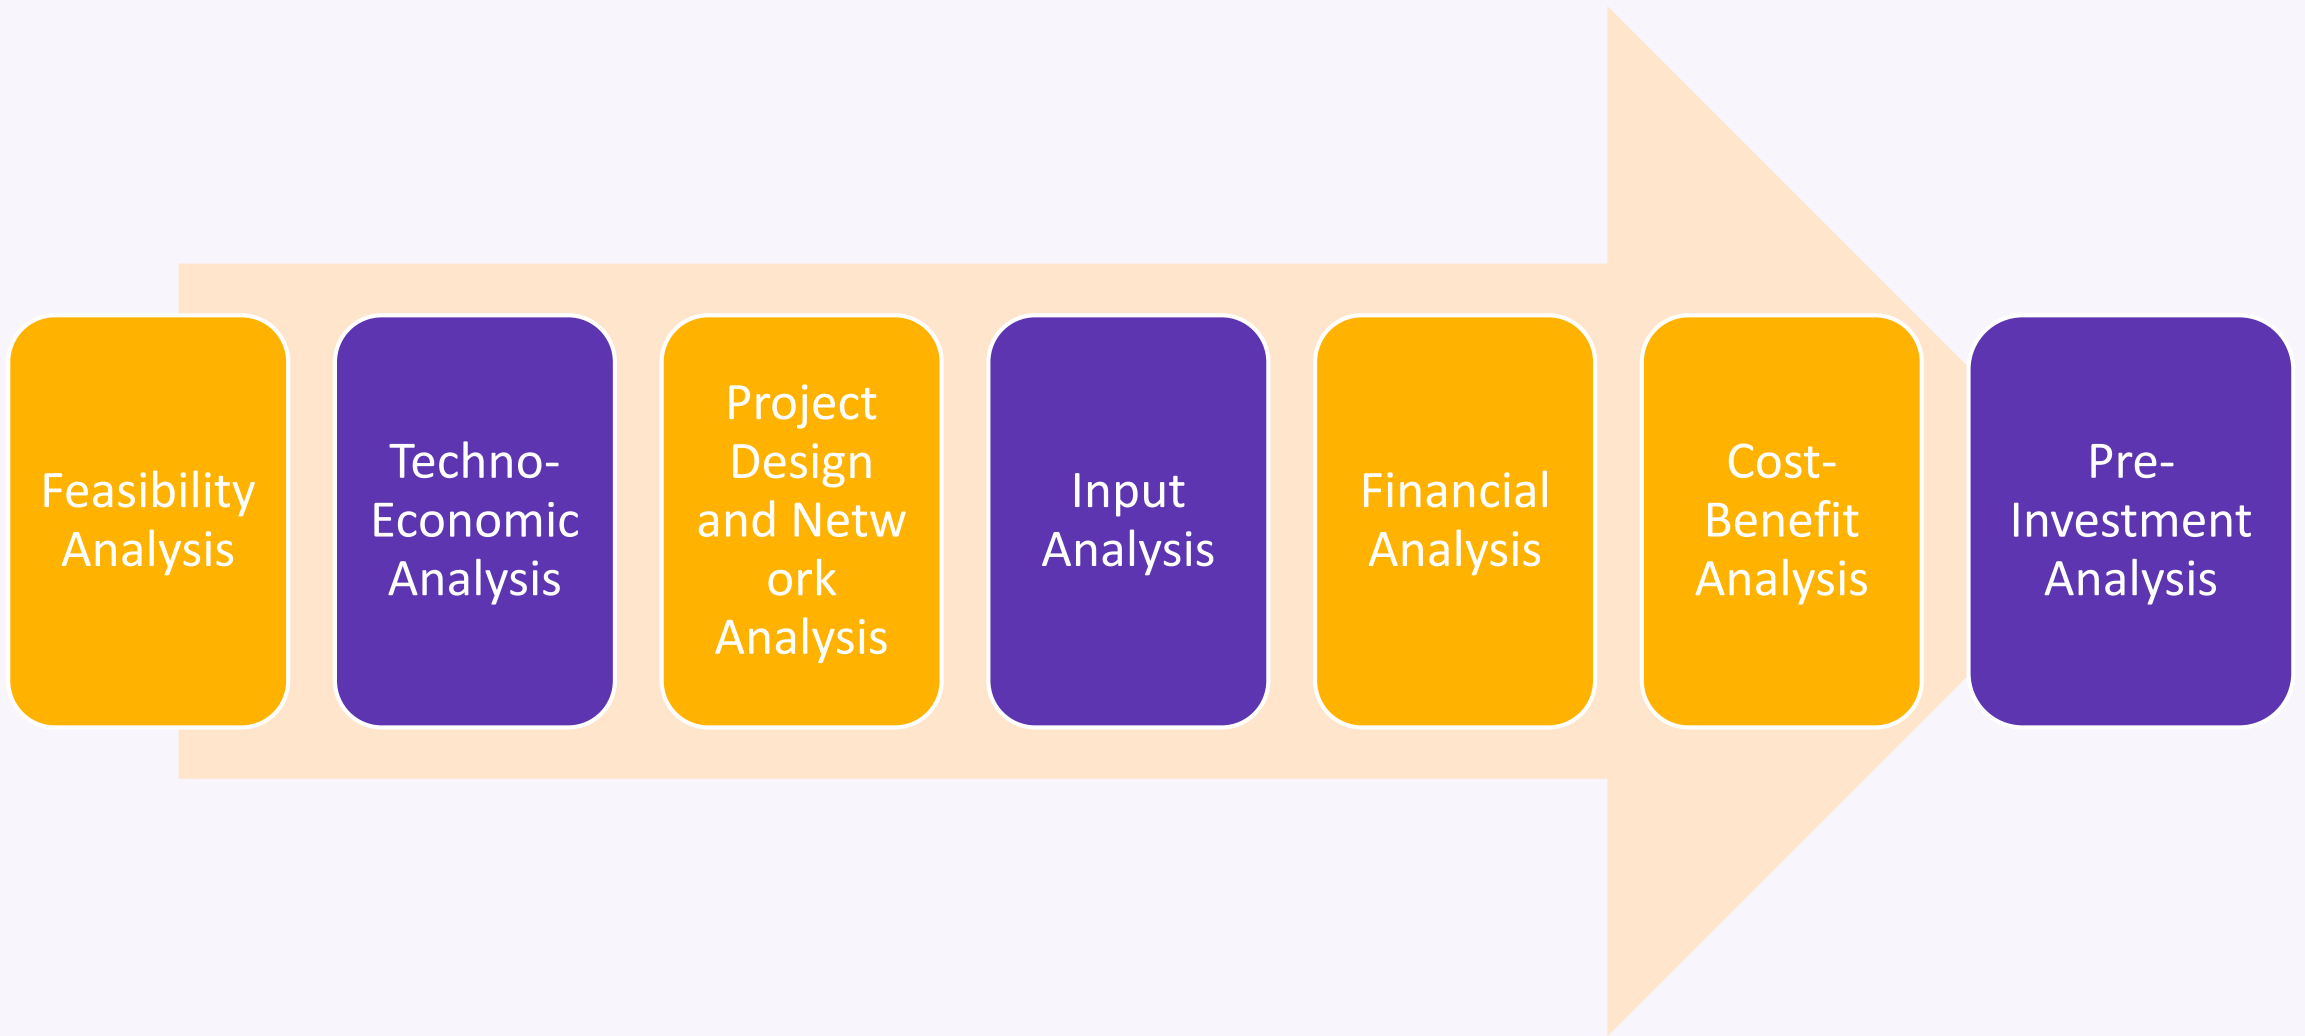 Feasibility
Analysis
Techno-
Economic
Analysis
Project
Design
and Netw
ork
Analysis
Input
Analysis
Financial
Analysis
Cost-
Benefit
Analysis
Pre-
Investment
Analysis